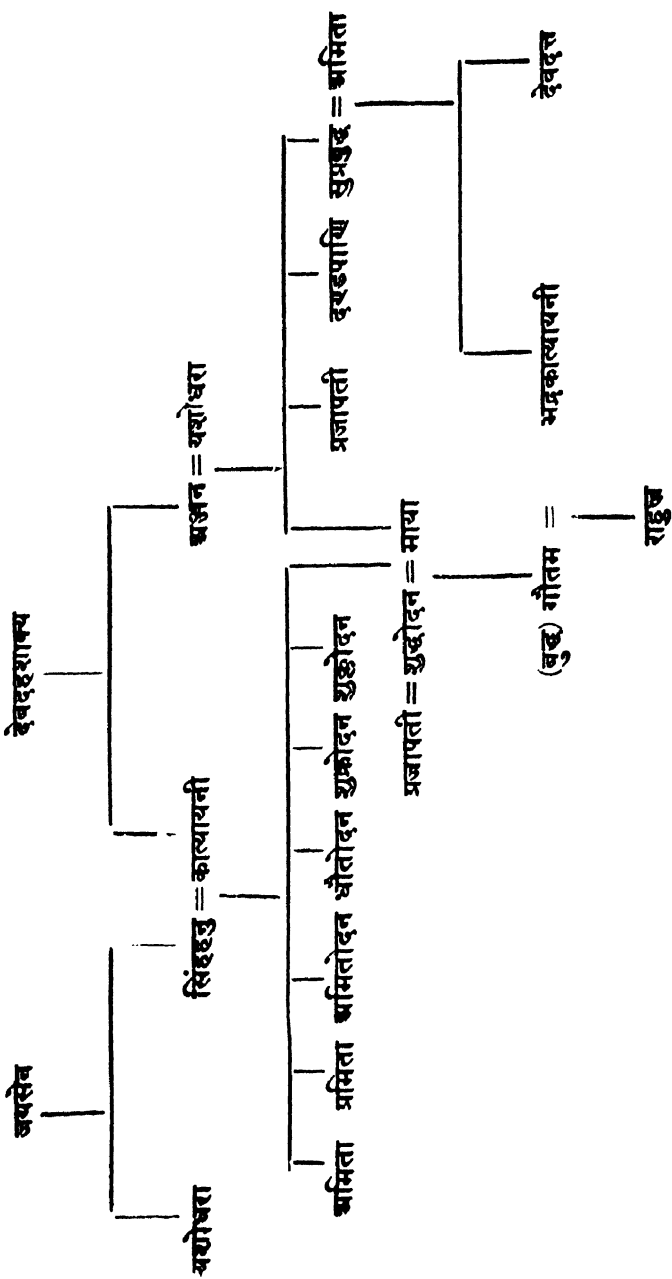 जयसेन देवदहशाक्य
यशोधरा सिंहहनु = कात्यायनी अञ्जन = यशोधरा
अमिता प्रमिता अमितोदन धौतोदन शुक्रोदन शुक्लोदन प्रजापती दण्डपाणि सुप्रबुद्ध = अमिता
प्रजापती = शुद्धोदन = माया
(बुद्ध) गौतम = भद्रकात्यायनी देवदत्त
राहुल